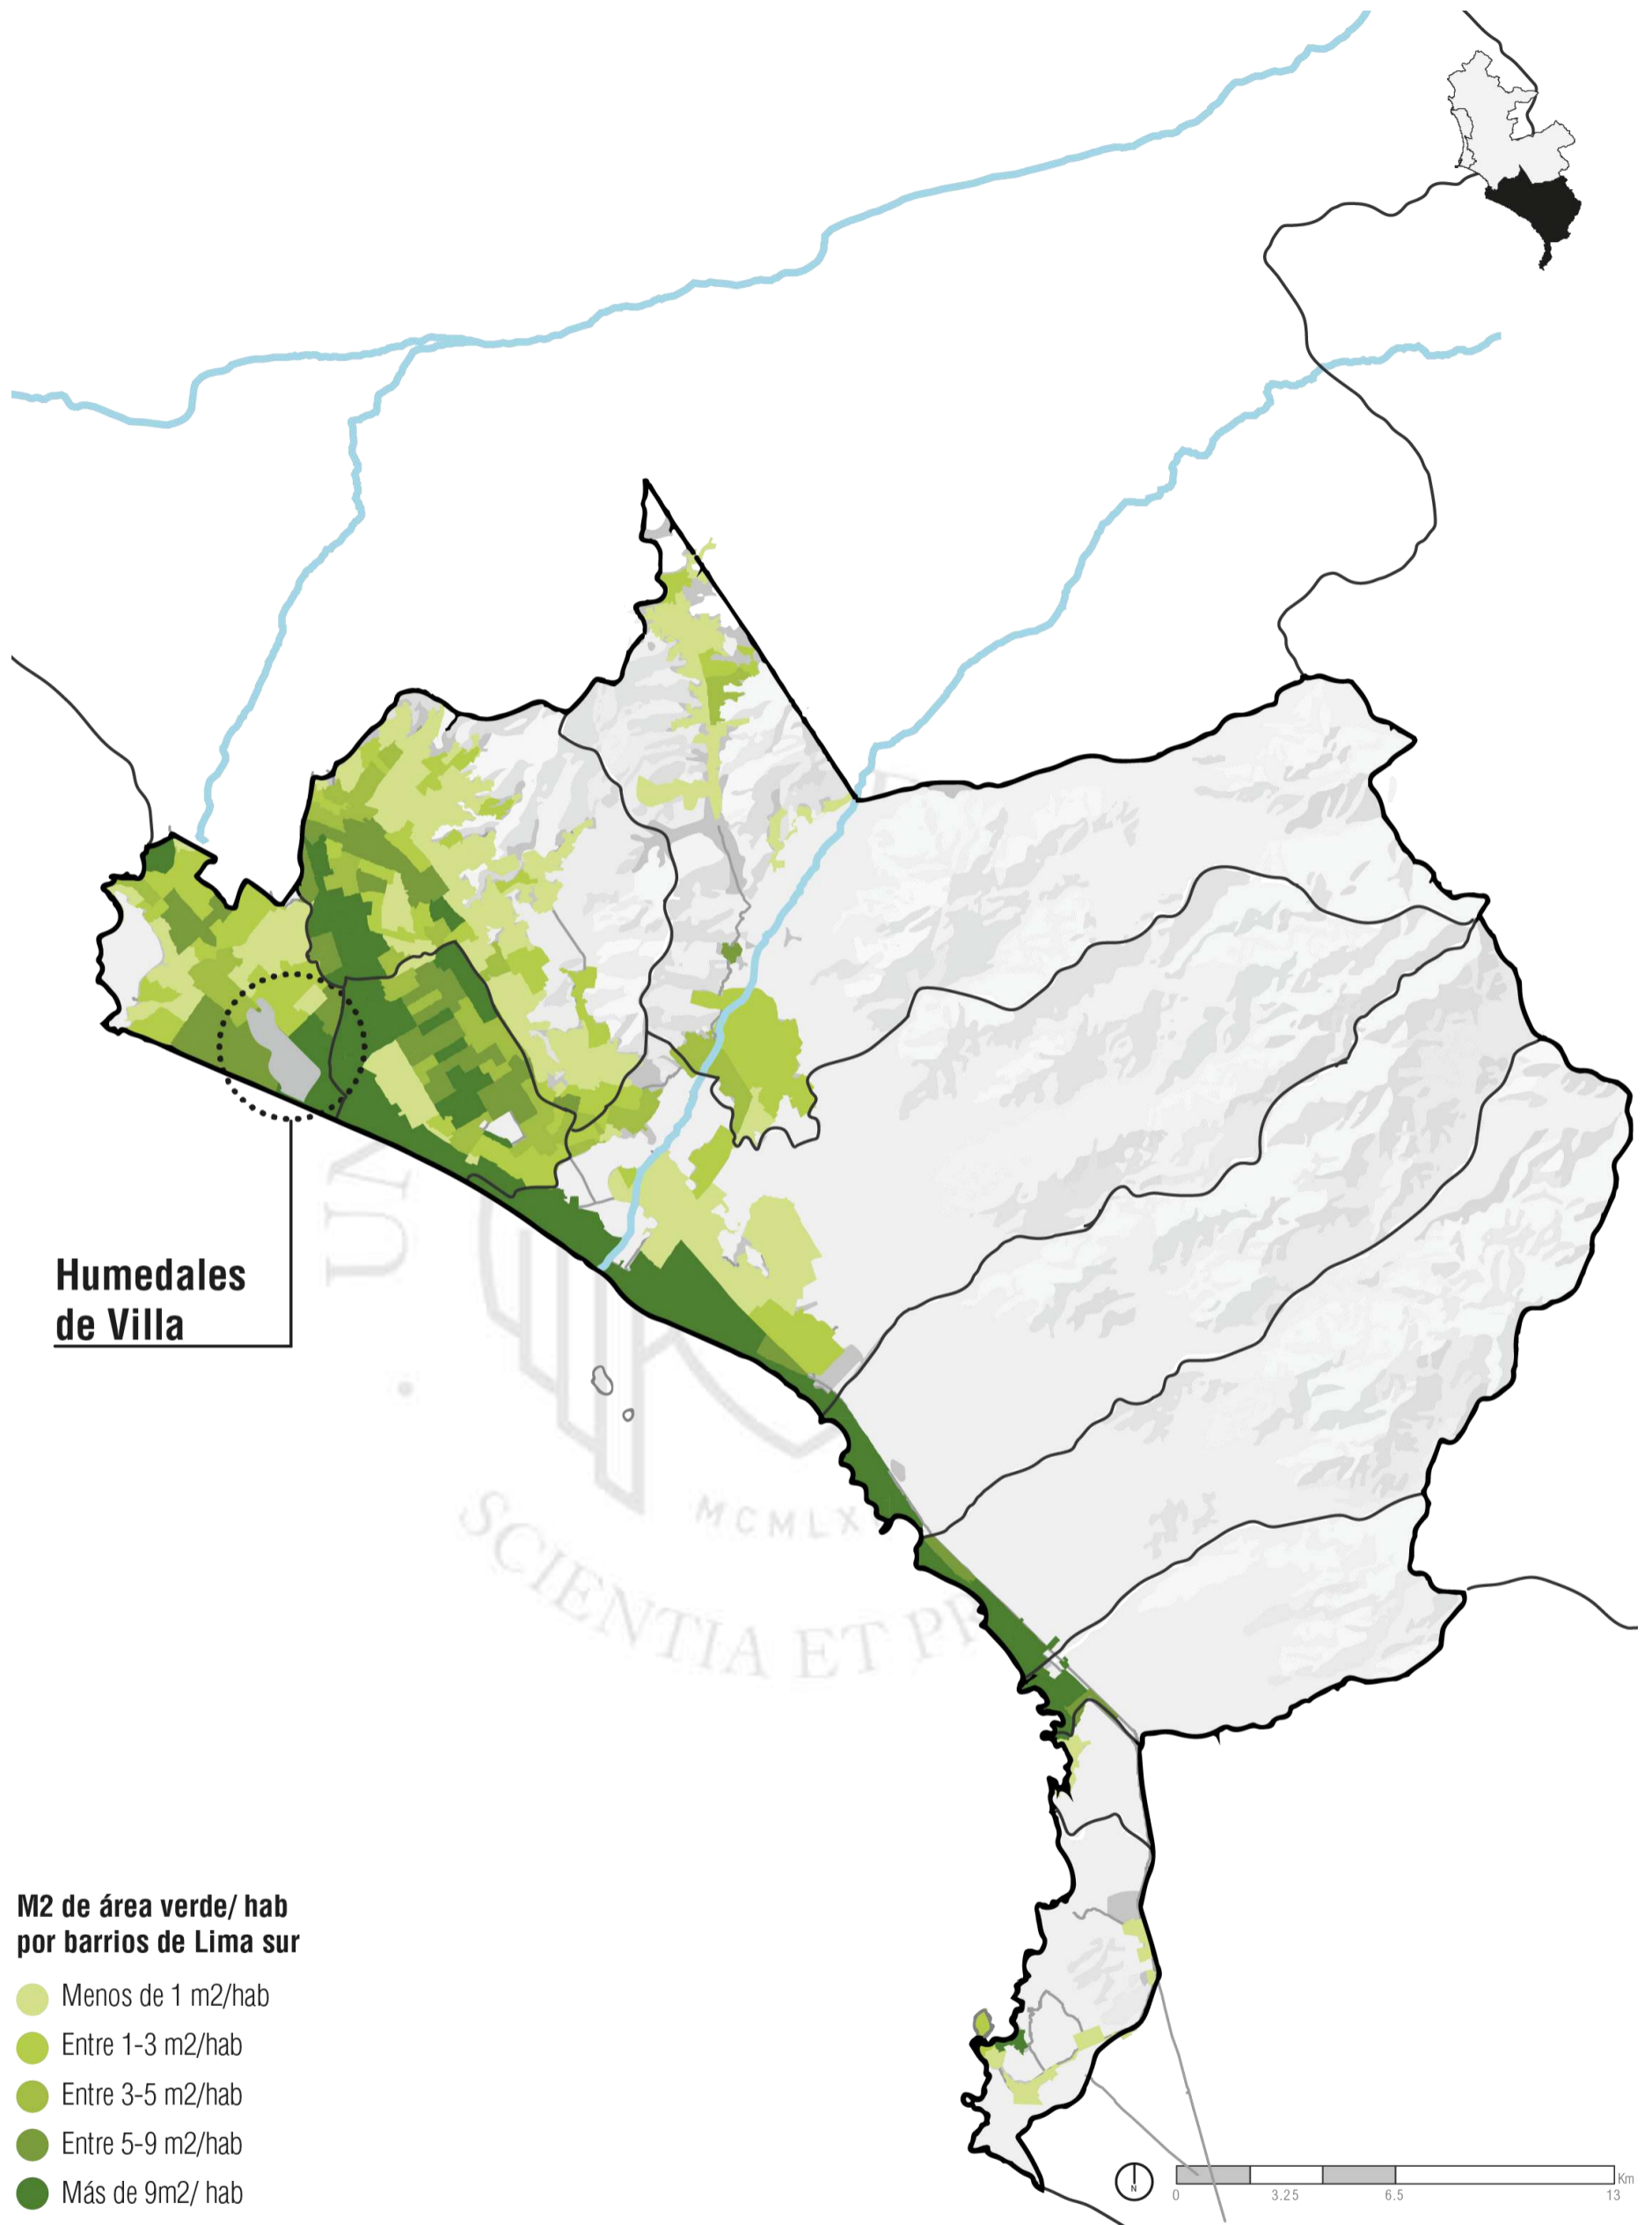 UN
MCMLX
SCIENTIA ET PR
Humedales
de Villa
M2 de área verde/ hab
por barrios de Lima sur
Menos de 1 m2/hab
Entre 1-3 m2/hab
Entre 3-5 m2/hab
Entre 5-9 m2/hab
Más de 9m2/ hab
N
Km
0 3.25 6.5 13